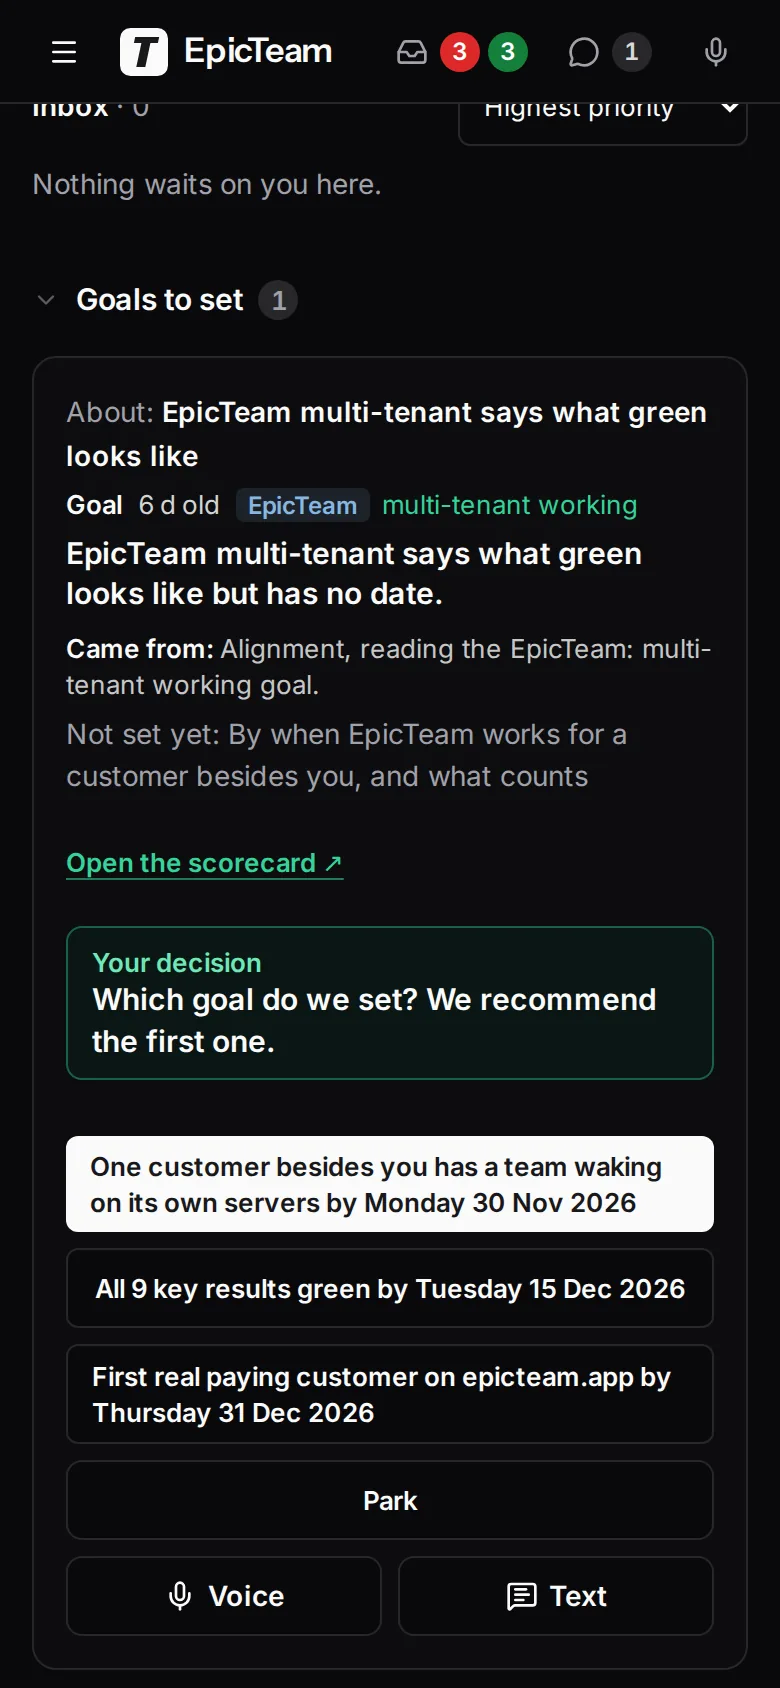 EpicTeam
3 3 1
Inbox · 0
Highest priority
Nothing waits on you here.
Goals to set 1
About: EpicTeam multi-tenant says what green
looks like
Goal 6 d old EpicTeam multi-tenant working
EpicTeam multi-tenant says what green
looks like but has no date.
Came from: Alignment, reading the EpicTeam: multi-
tenant working goal.
Not set yet: By when EpicTeam works for a
customer besides you, and what counts
Open the scorecard ↗
Your decision
Which goal do we set? We recommend
the first one.
One customer besides you has a team waking
on its own servers by Monday 30 Nov 2026
All 9 key results green by Tuesday 15 Dec 2026
First real paying customer on epicteam.app by
Thursday 31 Dec 2026
Park
Voice
Text